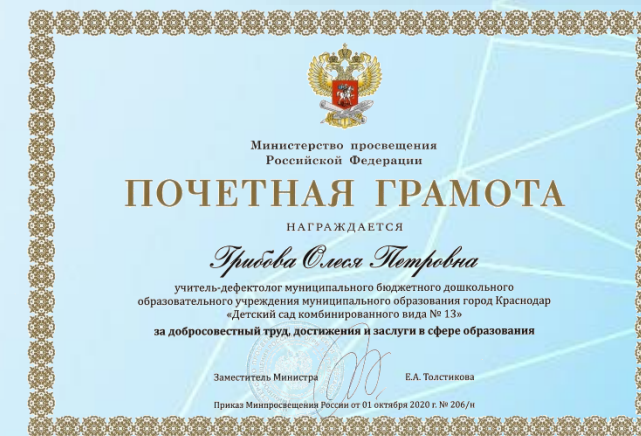 Министерство просвещения
Российской Федерации
ПОЧЕТНАЯ ГРАМОТА
НАГРАЖДАЕТСЯ
Грибова Олеся Петровна
учитель-дефектолог муниципального бюджетного дошкольного
образовательного учреждения муниципального образования город Краснодар
«Детский сад комбинированного вида № 13»
за добросовестный труд, достижения и заслуги в сфере образования
Заместитель Министра Е.А. Толстикова
Приказ Минпросвещения России от 01 октября 2020 г. № 206/н